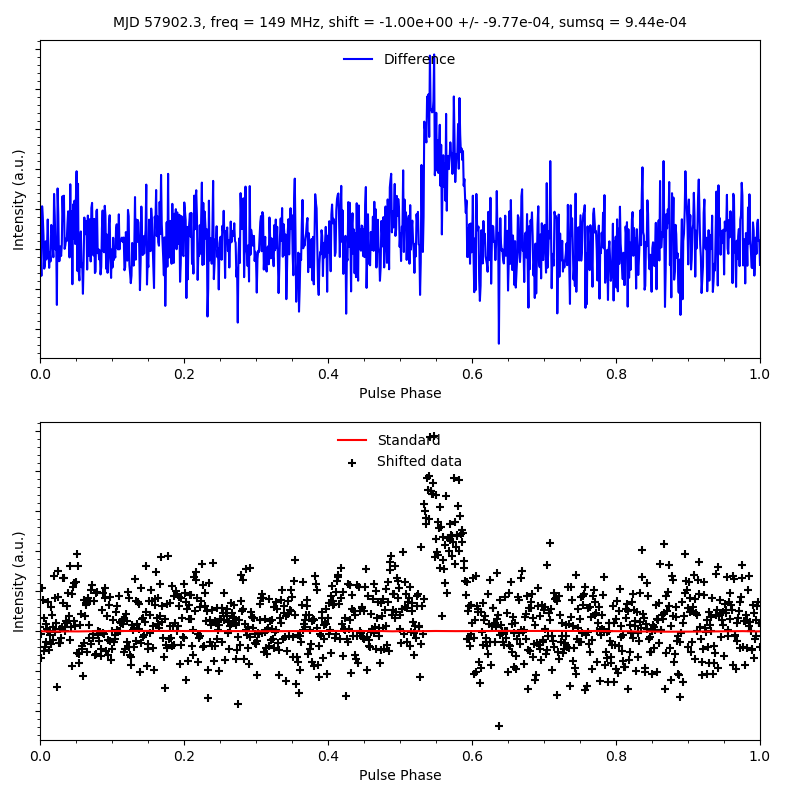 MJD 57902.3, freq = 149 MHz, shift = -1.00e+00 +/- -9.77e-04, sumsq = 9.44e-04
Difference
Intensity (a.u.)
0.0 0.2 0.4 0.6 0.8 1.0
Pulse Phase
Standard
Shifted data
Intensity (a.u.)
0.0 0.2 0.4 0.6 0.8 1.0
Pulse Phase